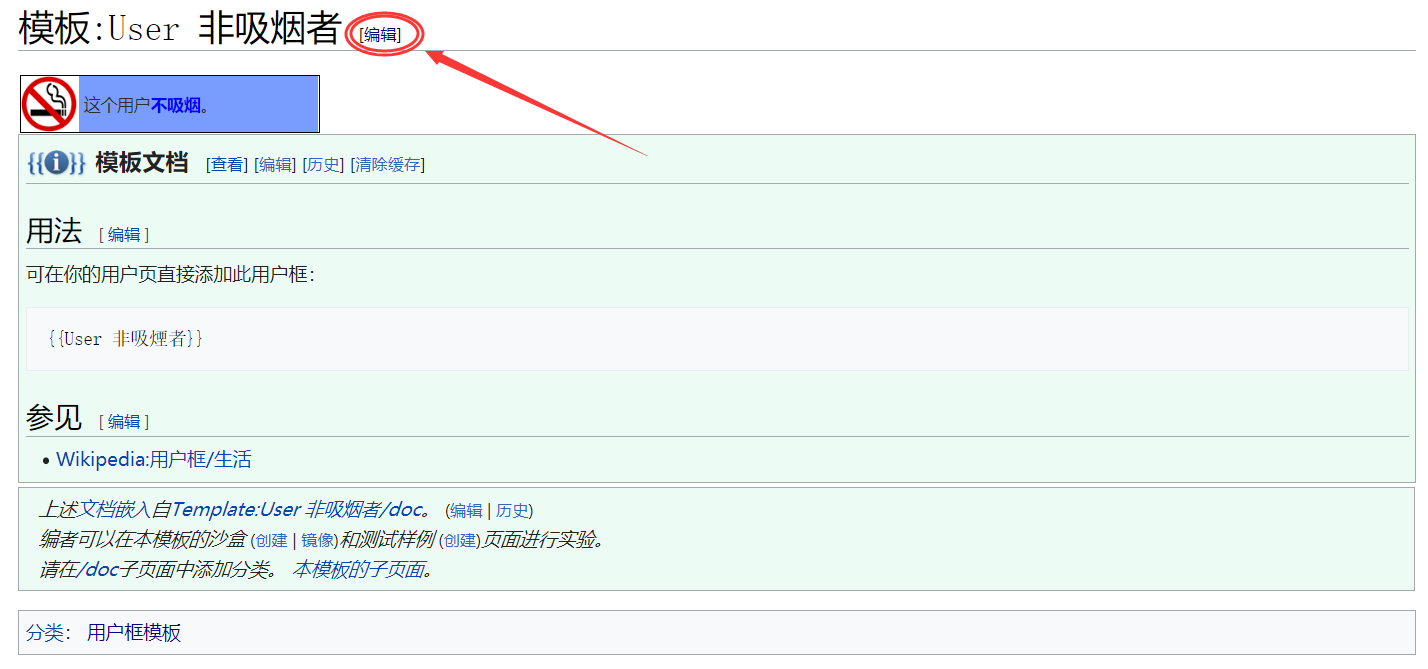 模板:User 非吸烟者 [编辑]
这个用户不吸烟。
{{i}} 模板文档 [查看] [编辑] [历史] [清除缓存]
用法 [ 编辑 ]
可在你的用户页直接添加此用户框：
{{User 非吸煙者}}
参见 [ 编辑 ]
• Wikipedia:用户框/生活
上述文档嵌入自Template:User 非吸烟者/doc。 (编辑 | 历史)
编者可以在本模板的沙盒 (创建 | 镜像)和测试样例 (创建)页面进行实验。
请在/doc子页面中添加分类。 本模板的子页面。
分类： 用户框模板